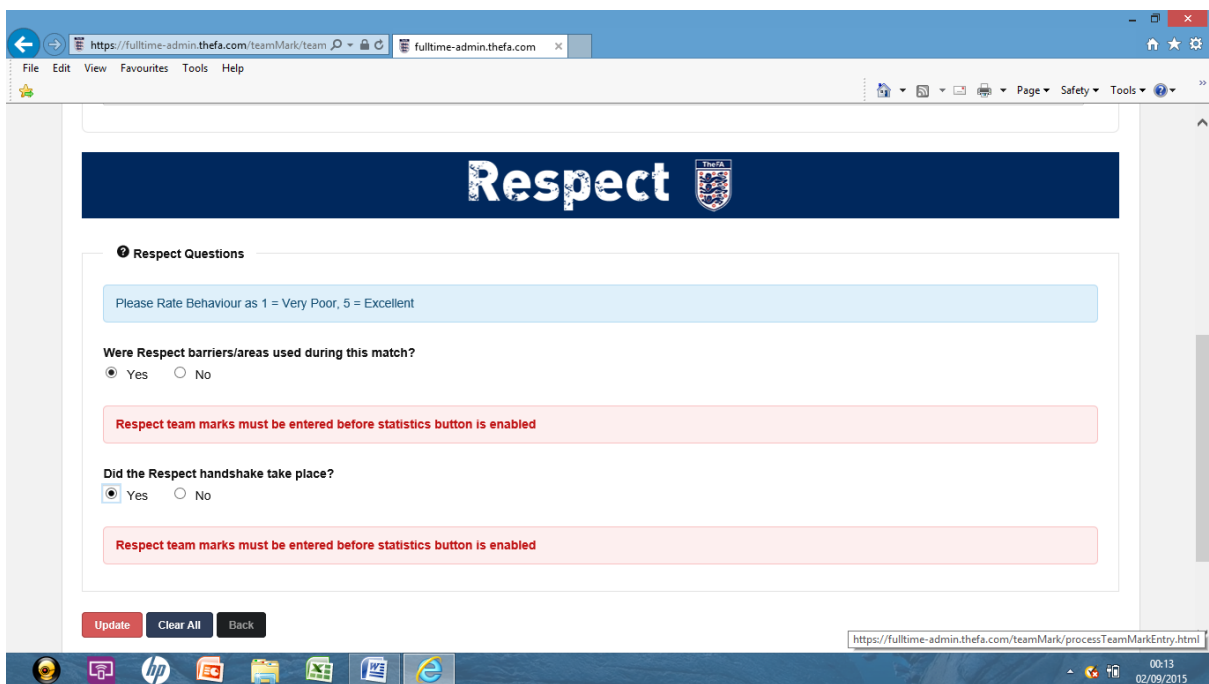 https://fulltime-admin.thefa.com/teamMark/team
fulltime-admin.thefa.com
File Edit View Favourites Tools Help
Page Safety Tools
Respect
The FA
Respect Questions
Please Rate Behaviour as 1 = Very Poor, 5 = Excellent
Were Respect barriers/areas used during this match?
Yes No
Respect team marks must be entered before statistics button is enabled
Did the Respect handshake take place?
Yes No
Respect team marks must be entered before statistics button is enabled
Update Clear All Back
https://fulltime-admin.thefa.com/teamMark/processTeamMarkEntry.html
hp
00:13
02/09/2015